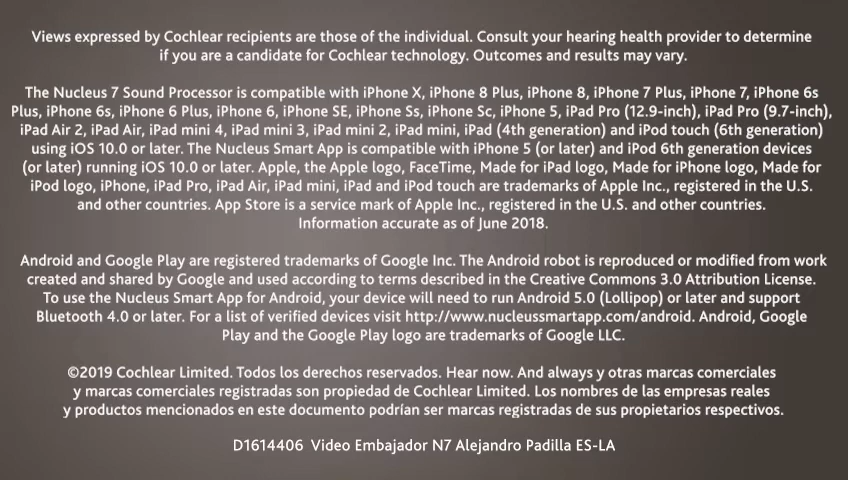 Views expressed by Cochlear recipients are those of the individual. Consult your hearing health provider to determine
if you are a candidate for Cochlear technology. Outcomes and results may vary.
The Nucleus 7 Sound Processor is compatible with iPhone X, iPhone 8 Plus, iPhone 8, iPhone 7 Plus, iPhone 7, iPhone 6s
Plus, iPhone 6s, iPhone 6 Plus, iPhone 6, iPhone SE, iPhone Ss, iPhone Sc, iPhone 5, iPad Pro (12.9-inch), iPad Pro (9.7-inch),
iPad Air 2, iPad Air, iPad mini 4, iPad mini 3, iPad mini 2, iPad mini, iPad (4th generation) and iPod touch (6th generation)
using iOS 10.0 or later. The Nucleus Smart App is compatible with iPhone 5 (or later) and iPod 6th generation devices
(or later) running iOS 10.0 or later. Apple, the Apple logo, FaceTime, Made for iPad logo, Made for iPhone logo, Made for
iPod logo, iPhone, iPad Pro, iPad Air, iPad mini, iPad and iPod touch are trademarks of Apple Inc., registered in the U.S.
and other countries. App Store is a service mark of Apple Inc., registered in the U.S. and other countries.
Information accurate as of June 2018.
Android and Google Play are registered trademarks of Google Inc. The Android robot is reproduced or modified from work
created and shared by Google and used according to terms described in the Creative Commons 3.0 Attribution License.
To use the Nucleus Smart App for Android, your device will need to run Android 5.0 (Lollipop) or later and support
Bluetooth 4.0 or later. For a list of verified devices visit http://www.nucleussmartapp.com/android. Android, Google
Play and the Google Play logo are trademarks of Google LLC.
©2019 Cochlear Limited. Todos los derechos reservados. Hear now. And always y otras marcas comerciales
y marcas comerciales registradas son propiedad de Cochlear Limited. Los nombres de las empresas reales
y productos mencionados en este documento podrían ser marcas registradas de sus propietarios respectivos.
D1614406 Video Embajador N7 Alejandro Padilla ES-LA